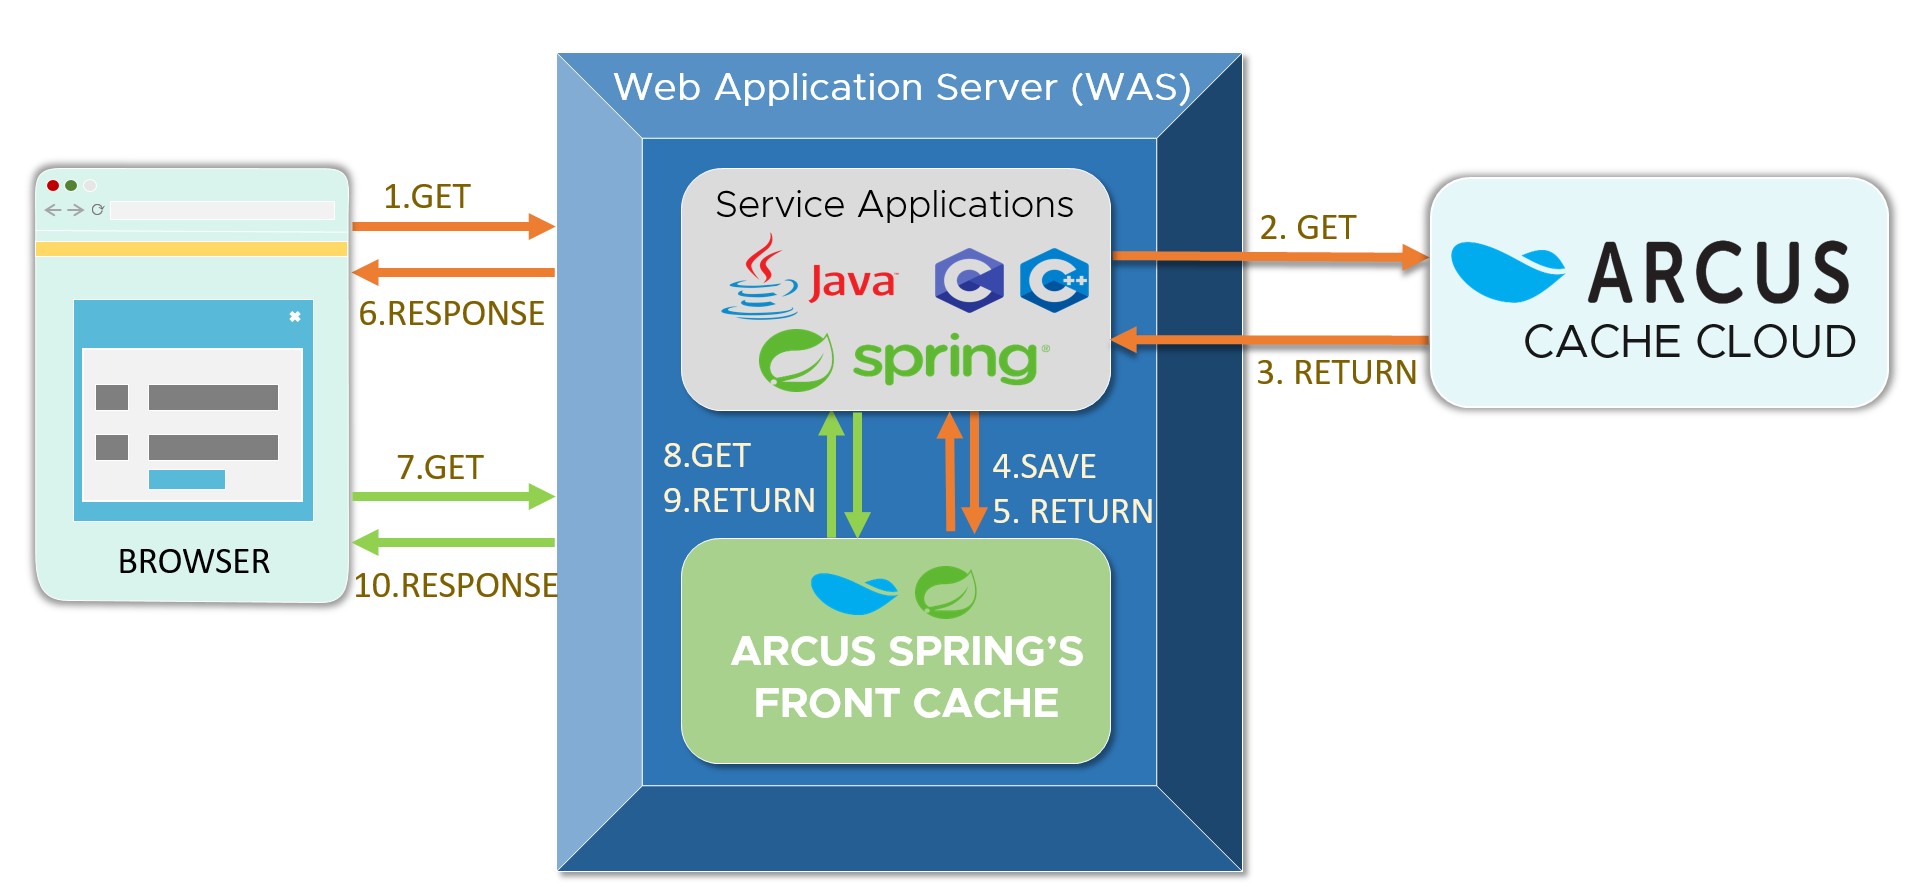 Web Application Server (WAS)
1.GET
6.RESPONSE
7.GET
10.RESPONSE
BROWSER
Service Applications
Java™
C
C++
spring®
8.GET
9.RETURN
4.SAVE
5. RETURN
ARCUS SPRING'S
FRONT CACHE
2. GET
3. RETURN
ARCUS
CACHE CLOUD